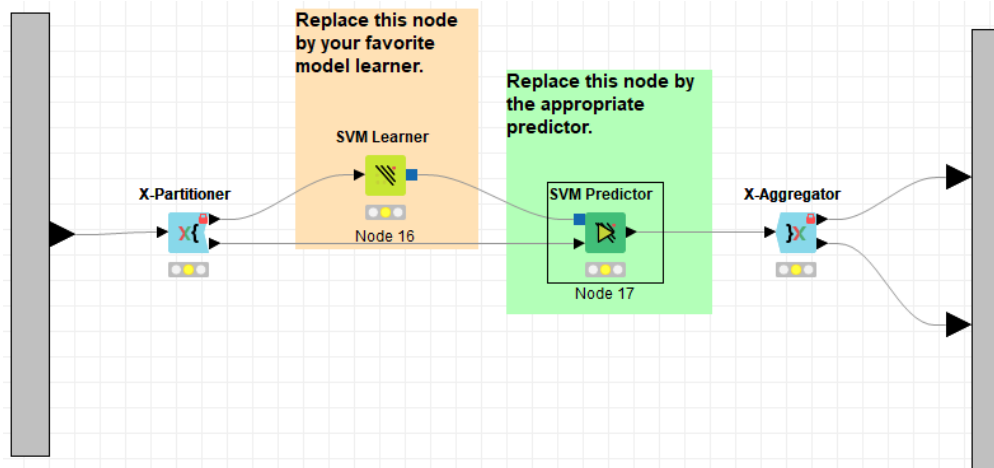 Replace this node
by your favorite
model learner.
Replace this node by
the appropriate
predictor.
SVM Learner
X-Partitioner
SVM Predictor
X-Aggregator
Node 16
Node 17